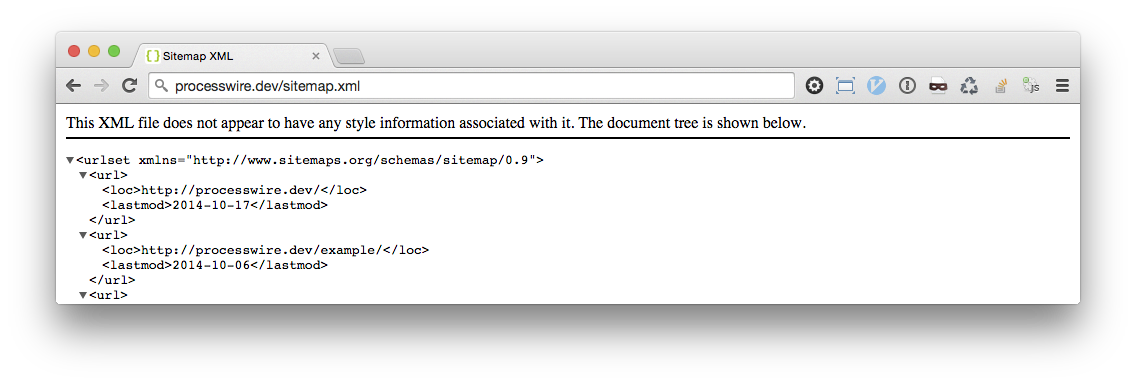 Sitemap XML
processwire.dev/sitemap.xml
JS
This XML file does not appear to have any style information associated with it. The document tree is shown below.
<urlset xmlns="http://www.sitemaps.org/schemas/sitemap/0.9">
<url>
<loc>http://processwire.dev/</loc>
<lastmod>2014-10-17</lastmod>
</url>
<url>
<loc>http://processwire.dev/example/</loc>
<lastmod>2014-10-06</lastmod>
</url>
<url>